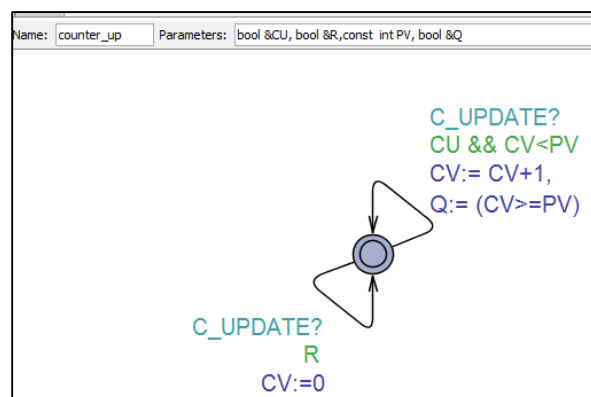 Name: counter_up Parameters: bool &CU, bool &R,const int PV, bool &Q
C_UPDATE?
CU && CV<PV
CV:= CV+1,
Q:= (CV>=PV)
C_UPDATE?
R
CV:=0